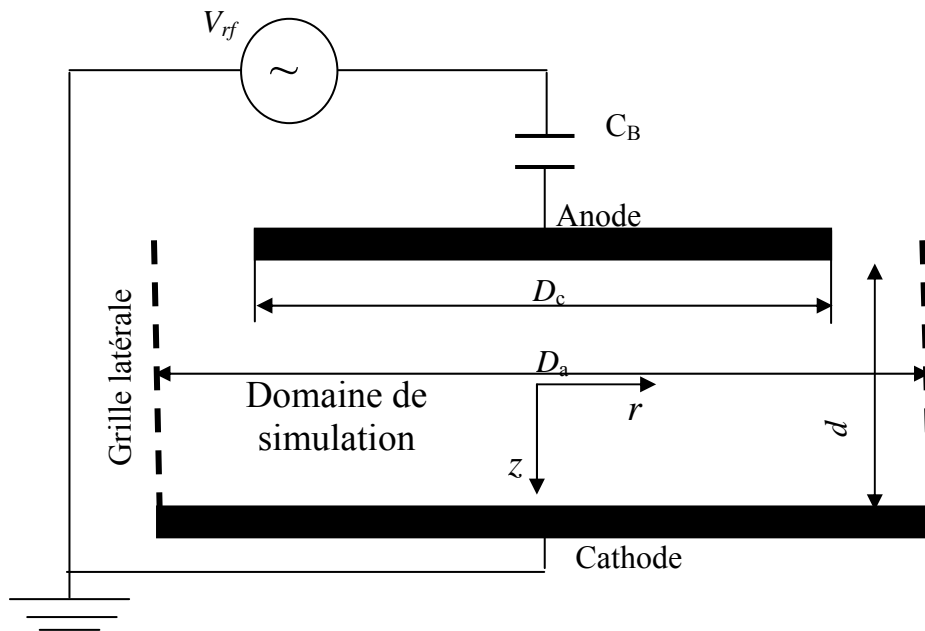 Vrf
~
CB
Anode
Dc
Grille latérale
Da
Domaine de
simulation
r
d
z
Cathode